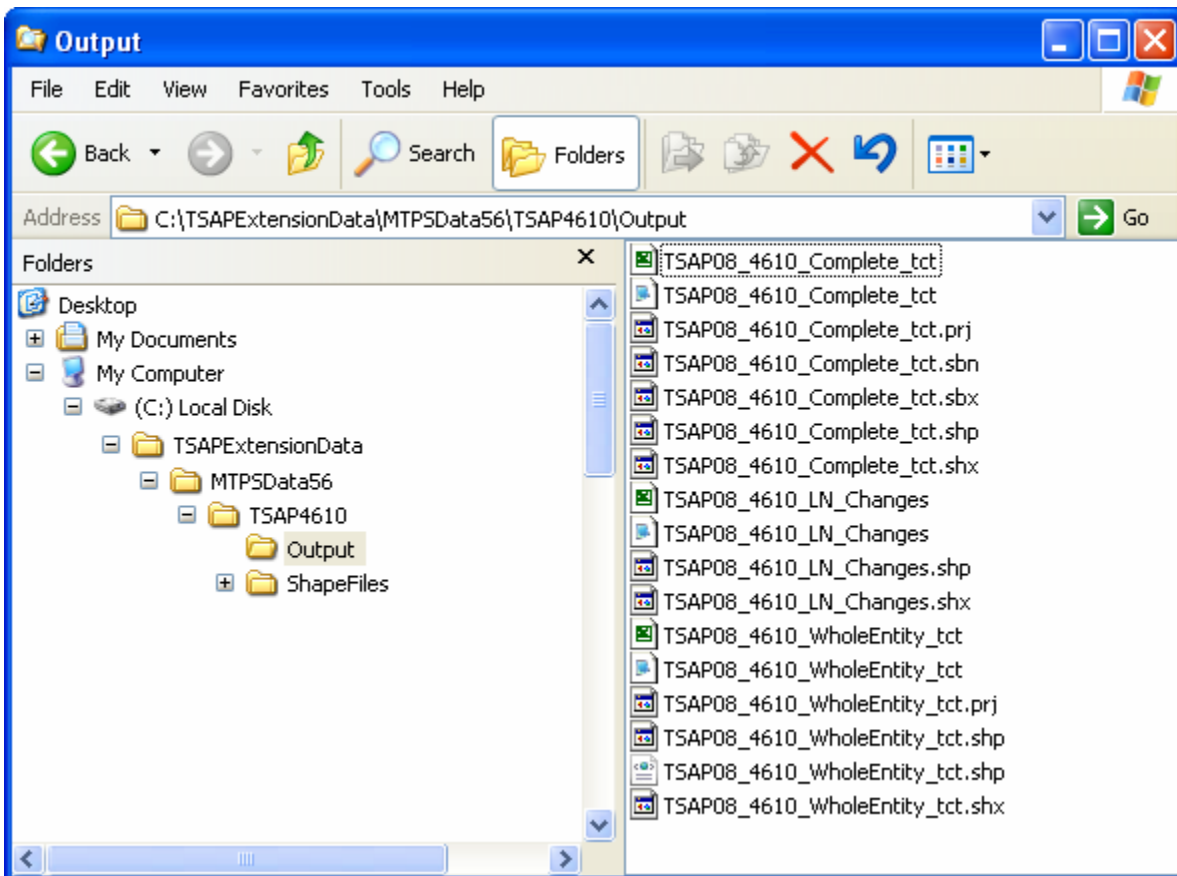 Output
File Edit View Favorites Tools Help
Back Search Folders
Address C:\TSAPExtensionData\MTPSData56\TSAP4610\Output Go
Folders
Desktop
My Documents
My Computer
(C:) Local Disk
TSAPExtensionData
MTPSData56
TSAP4610
Output
ShapeFiles
TSAP08_4610_Complete_tct
TSAP08_4610_Complete_tct
TSAP08_4610_Complete_tct.prj
TSAP08_4610_Complete_tct.sbn
TSAP08_4610_Complete_tct.sbx
TSAP08_4610_Complete_tct.shp
TSAP08_4610_Complete_tct.shx
TSAP08_4610_LN_Changes
TSAP08_4610_LN_Changes
TSAP08_4610_LN_Changes.shp
TSAP08_4610_LN_Changes.shx
TSAP08_4610_WholeEntity_tct
TSAP08_4610_WholeEntity_tct
TSAP08_4610_WholeEntity_tct.prj
TSAP08_4610_WholeEntity_tct.shp
TSAP08_4610_WholeEntity_tct.shp
TSAP08_4610_WholeEntity_tct.shx